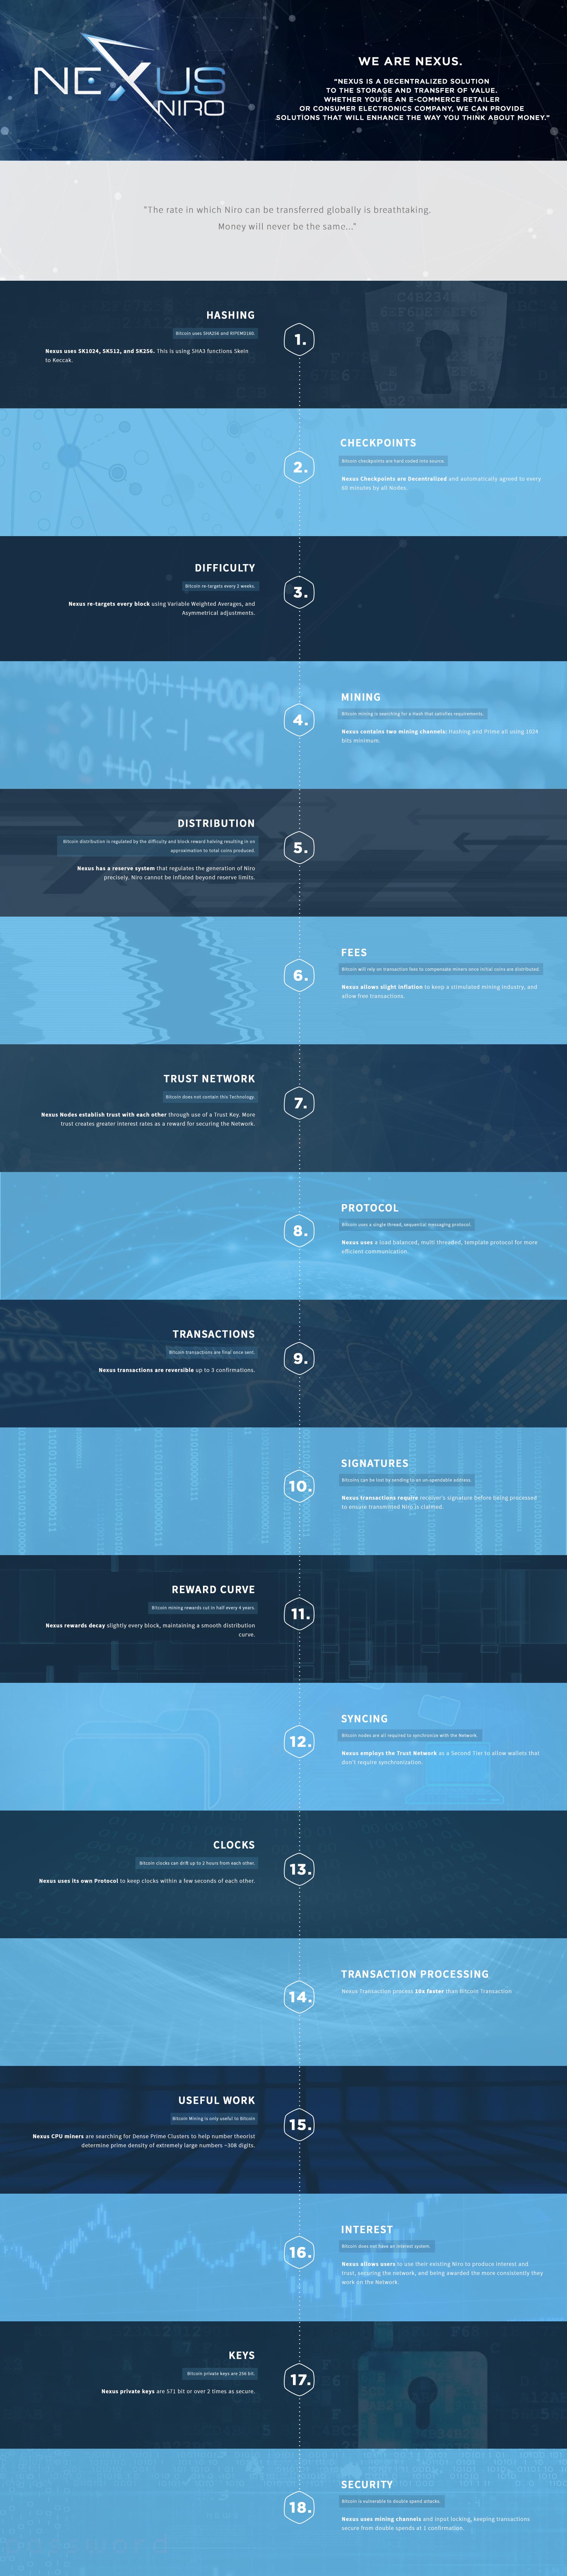 NEXUS
NIRO
WE ARE NEXUS.
"NEXUS IS A DECENTRALIZED SOLUTION
TO THE STORAGE AND TRANSFER OF VALUE.
WHETHER YOU'RE AN E-COMMERCE RETAILER
OR CONSUMER ELECTRONICS COMPANY, WE CAN PROVIDE
SOLUTIONS THAT WILL ENHANCE THE WAY YOU THINK ABOUT MONEY."
"The rate in which Niro can be transferred globally is breathtaking.
Money will never be the same..."
HASHING
Bitcoin uses SHA256 and RIPEMD160.
1.
Nexus uses SK1024, SK512, and SK256. This is using SHA3 functions Skein
to Keccak.
CHECKPOINTS
Bitcoin checkpoints are hard coded into source.
2.
Nexus Checkpoints are Decentralized and automatically agreed to every
60 minutes by all Nodes.
DIFFICULTY
Bitcoin re-targets every 2 weeks.
3.
Nexus re-targets every block using Variable Weighted Averages, and
Asymmetrical adjustments.
MINING
Bitcoin mining is searching for a Hash that satisfies requirements.
4.
Nexus contains two mining channels: Hashing and Prime all using 1024
bits minimum.
DISTRIBUTION
Bitcoin distribution is regulated by the difficulty and block reward halving resulting in on
approximation to total coins produced.
5.
Nexus has a reserve system that regulates the generation of Niro
precisely. Niro cannot be inflated beyond reserve limits.
FEES
Bitcoin will rely on transaction fees to compensate miners once initial coins are distributed.
6.
Nexus allows slight inflation to keep a stimulated mining industry, and
allow free transactions.
TRUST NETWORK
Bitcoin does not contain this Technology.
7.
Nexus Nodes establish trust with each other through use of a Trust Key. More
trust creates greater interest rates as a reward for securing the Network.
PROTOCOL
Bitcoin uses a single thread, sequential messaging protocol.
8.
Nexus uses a load balanced, multi threaded, template protocol for more
efficient communication.
TRANSACTIONS
Bitcoin transactions are final once sent.
9.
Nexus transactions are reversible up to 3 confirmations.
SIGNATURES
Bitcoins can be lost by sending to an un-spendable address.
10.
Nexus transactions require receiver's signature before being processed
to ensure transmitted Niro is claimed.
REWARD CURVE
Bitcoin mining rewards cut in half every 4 years.
11.
Nexus rewards decay slightly every block, maintaining a smooth distribution
curve.
SYNCING
Bitcoin nodes are all required to synchronize with the Network.
12.
Nexus employs the Trust Network as a Second Tier to allow wallets that
don't require synchronization.
CLOCKS
Bitcoin clocks can drift up to 2 hours from each other.
13.
Nexus uses its own Protocol to keep clocks within a few seconds of each other.
TRANSACTION PROCESSING
14.
Nexus Transaction process 10x faster than Bitcoin Transaction
USEFUL WORK
Bitcoin Mining is only useful to Bitcoin
15.
Nexus CPU miners are searching for Dense Prime Clusters to help number theorist
determine prime density of extremely large numbers ~308 digits.
INTEREST
Bitcoin does not have an interest system.
16.
Nexus allows users to use their existing Niro to produce interest and
trust, securing the network, and being awarded the more consistently they
work on the Network.
KEYS
Bitcoin private keys are 256 bit.
17.
Nexus private keys are 571 bit or over 2 times as secure.
SECURITY
Bitcoin is vulnerable to double spend attacks.
18.
Nexus uses mining channels and input locking, keeping transactions
secure from double spends at 1 confirmation.